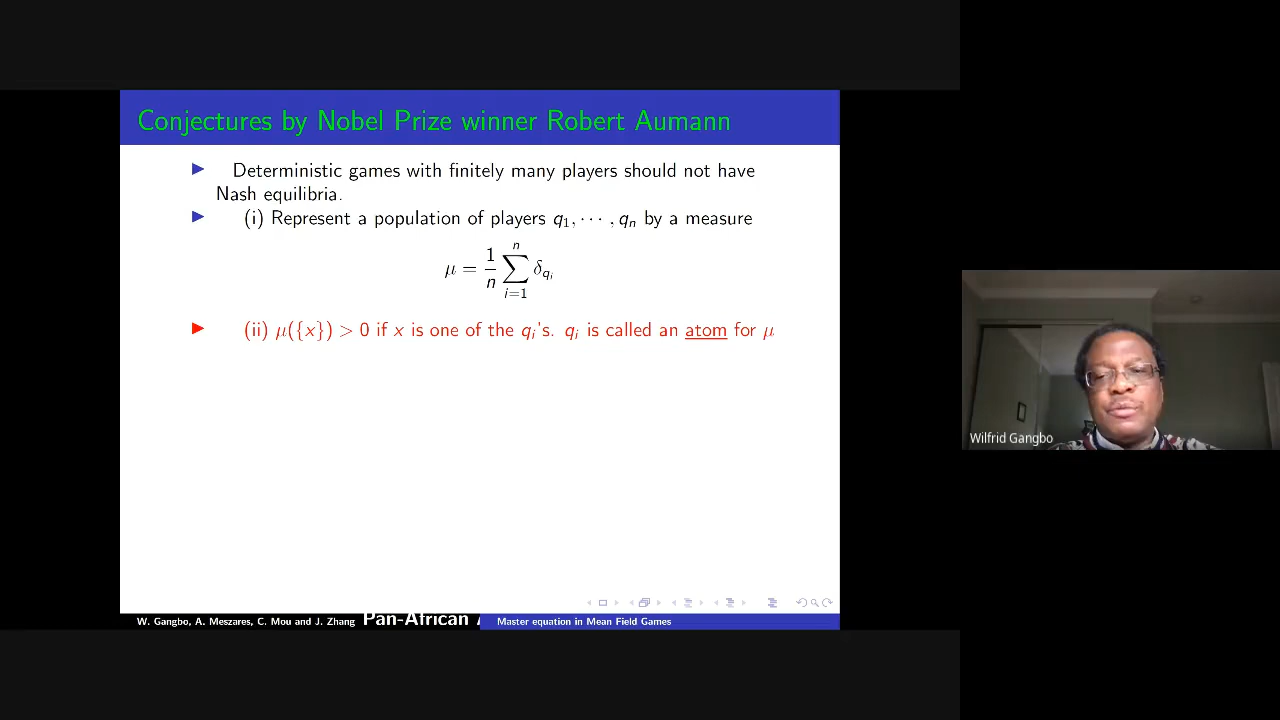 Conjectures by Nobel Prize winner Robert Aumann
Deterministic games with finitely many players should not have
Nash equilibria.
(i) Represent a population of players q₁, ⋯ , qₙ by a measure
μ = 1/n ∑ᵢ₌₁ⁿ δ_{qᵢ}
(ii) μ({x}) > 0 if x is one of the qᵢ's. qᵢ is called an atom for μ
Wilfrid Gangbo
W. Gangbo, A. Meszares, C. Mou and J. Zhang Pan-African Master equation in Mean Field Games